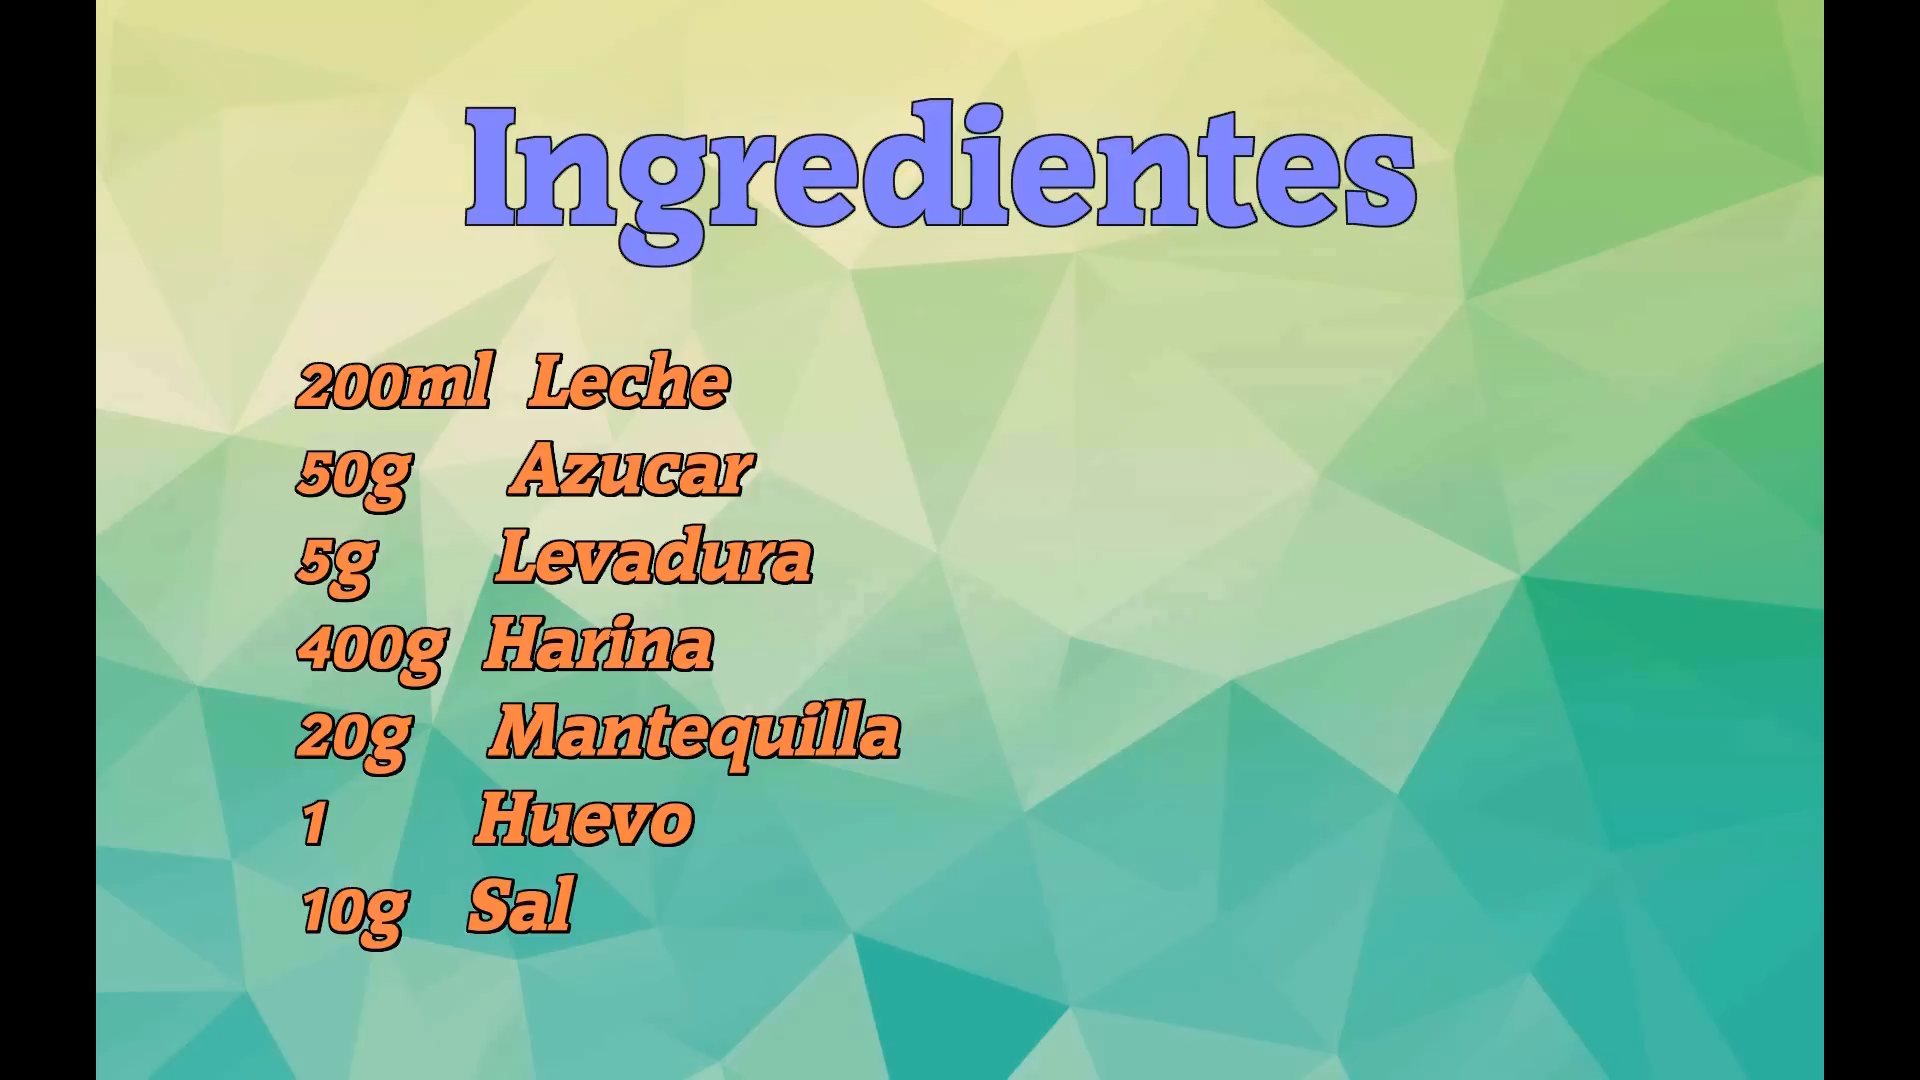 Ingredientes
200ml Leche
50g Azucar
5g Levadura
400g Harina
20g Mantequilla
1 Huevo
10g Sal